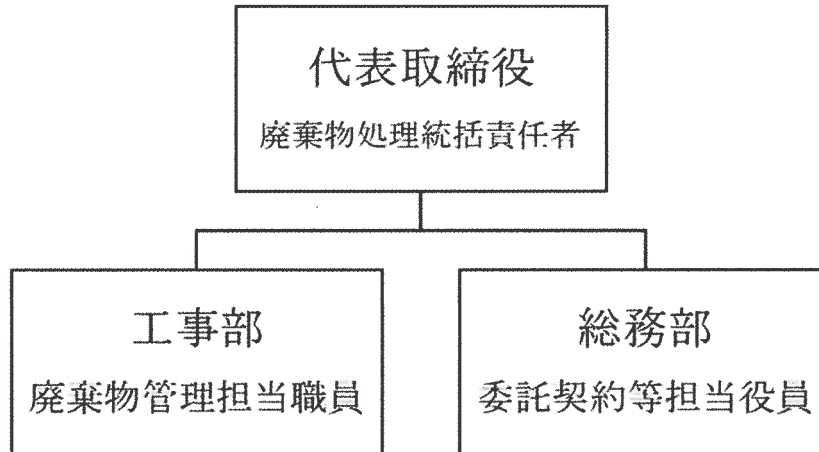 代表取締役
廃棄物処理統括責任者
工事部
廃棄物管理担当職員
総務部
委託契約等担当役員